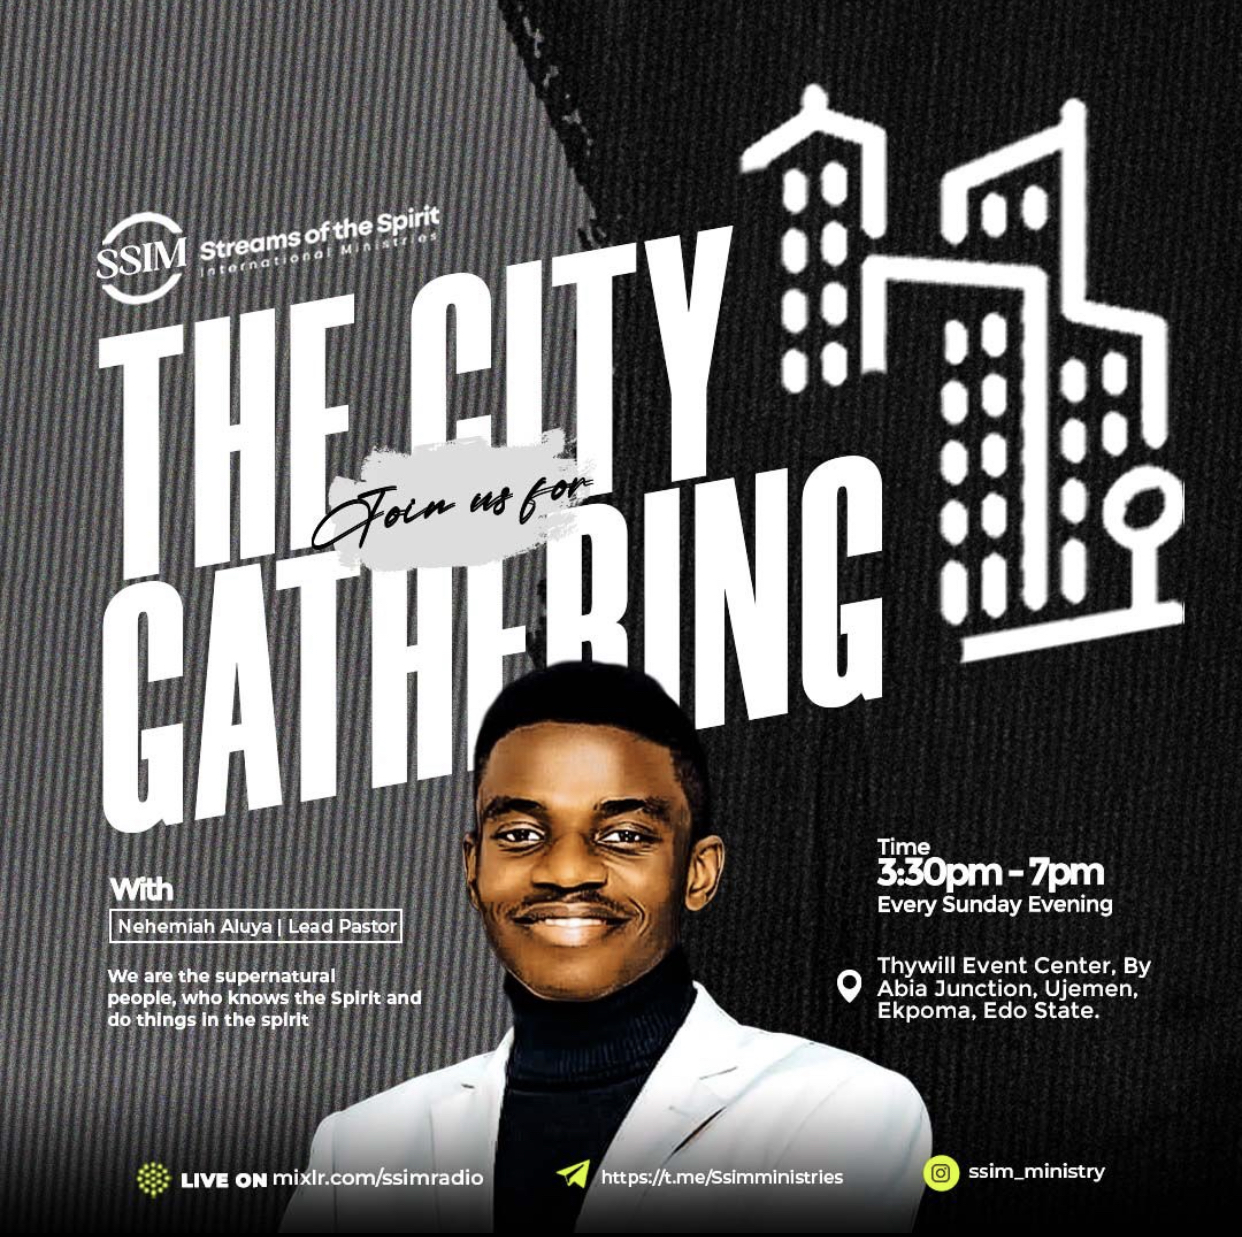 SSIM
Streams of the Spirit
International Ministries
THE CITY
Join us for
GATHERING
With
Nehemiah Aluya | Lead Pastor
We are the supernatural
people, who knows the Spirit and
do things in the spirit
Time
3:30pm - 7pm
Every Sunday Evening
Thywill Event Center, By
Abia Junction, Ujemen,
Ekpoma, Edo State.
LIVE ON mixlr.com/ssimradio
https://t.me/Ssimministries
ssim_ministry